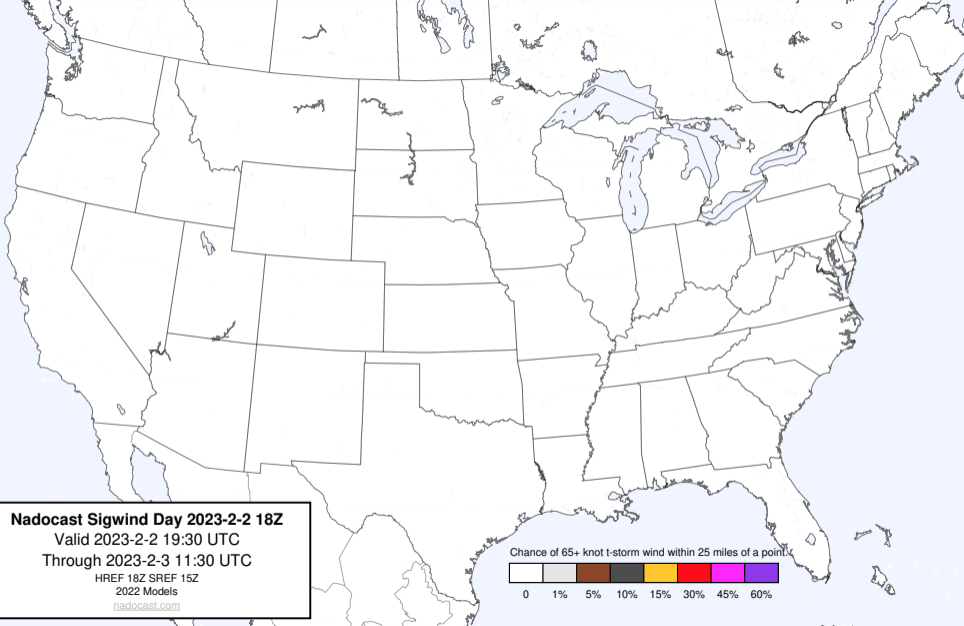 Nadocast Sigwind Day 2023-2-2 18Z
Valid 2023-2-2 19:30 UTC
Through 2023-2-3 11:30 UTC
HREF 18Z SREF 15Z
2022 Models
nadocast.com
Chance of 65+ knot t-storm wind within 25 miles of a point.
0 1% 5% 10% 15% 30% 45% 60%